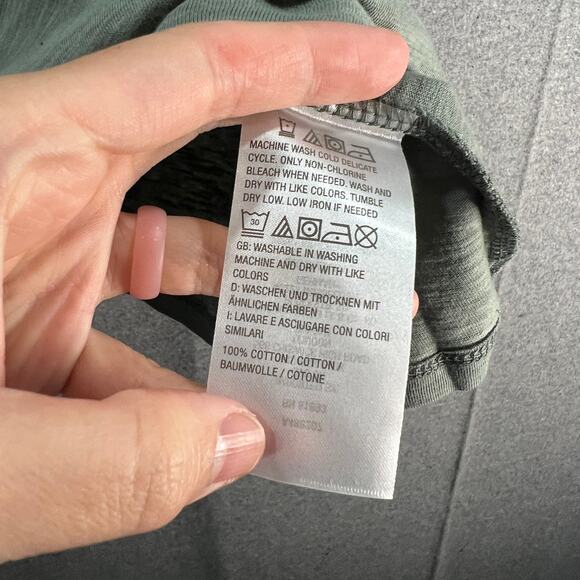 MACHINE WASH COLD DELICATE
CYCLE. ONLY NON-CHLORINE
BLEACH WHEN NEEDED. WASH AND
DRY WITH LIKE COLORS. TUMBLE
DRY LOW. LOW IRON IF NEEDED
30
GB: WASHABLE IN WASHING
MACHINE AND DRY WITH LIKE
COLORS
D: WASCHEN UND TROCKNEN MIT
ÄHNLICHEN FARBEN
I: LAVARE E ASCIUGARE CON COLORI
SIMILARI
100% COTTON / COTTON /
BAUMWOLLE / COTONE